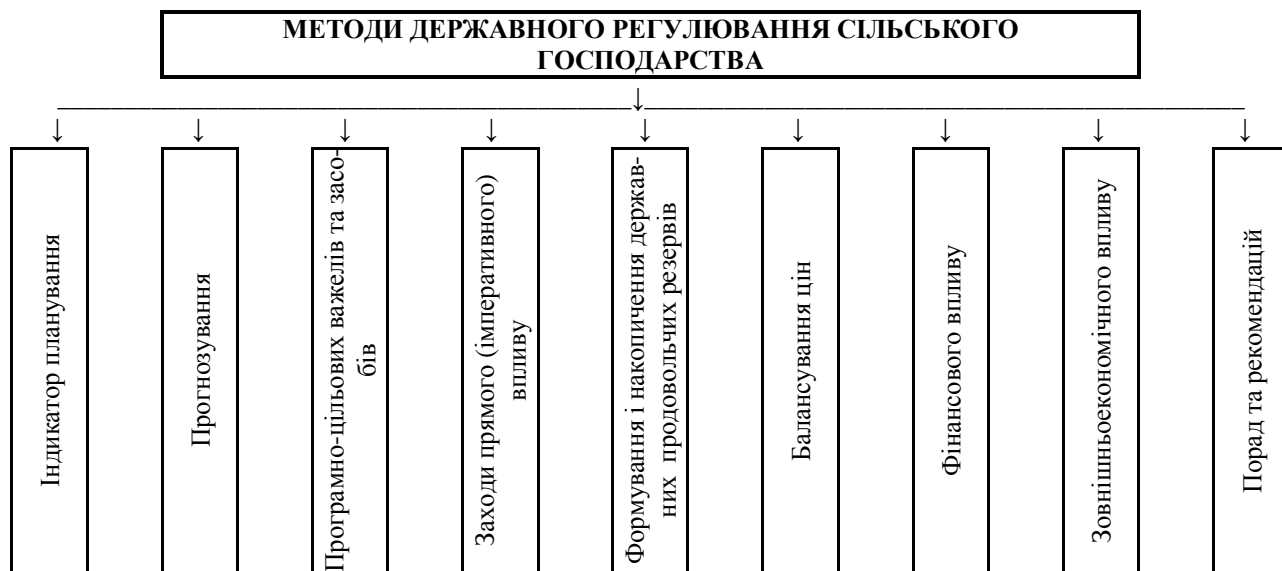 МЕТОДИ ДЕРЖАВНОГО РЕГУЛЮВАННЯ СІЛЬСЬКОГО
ГОСПОДАРСТВА
Індикатор планування
Прогнозування
Програмно-цільових важелів та засо-
бів
Заходи прямого (імперативного)
впливу
Формування і накопичення держав-
них продовольчих резервів
Балансування цін
Фінансового впливу
Зовнішньоекономічного впливу
Порад та рекомендацій